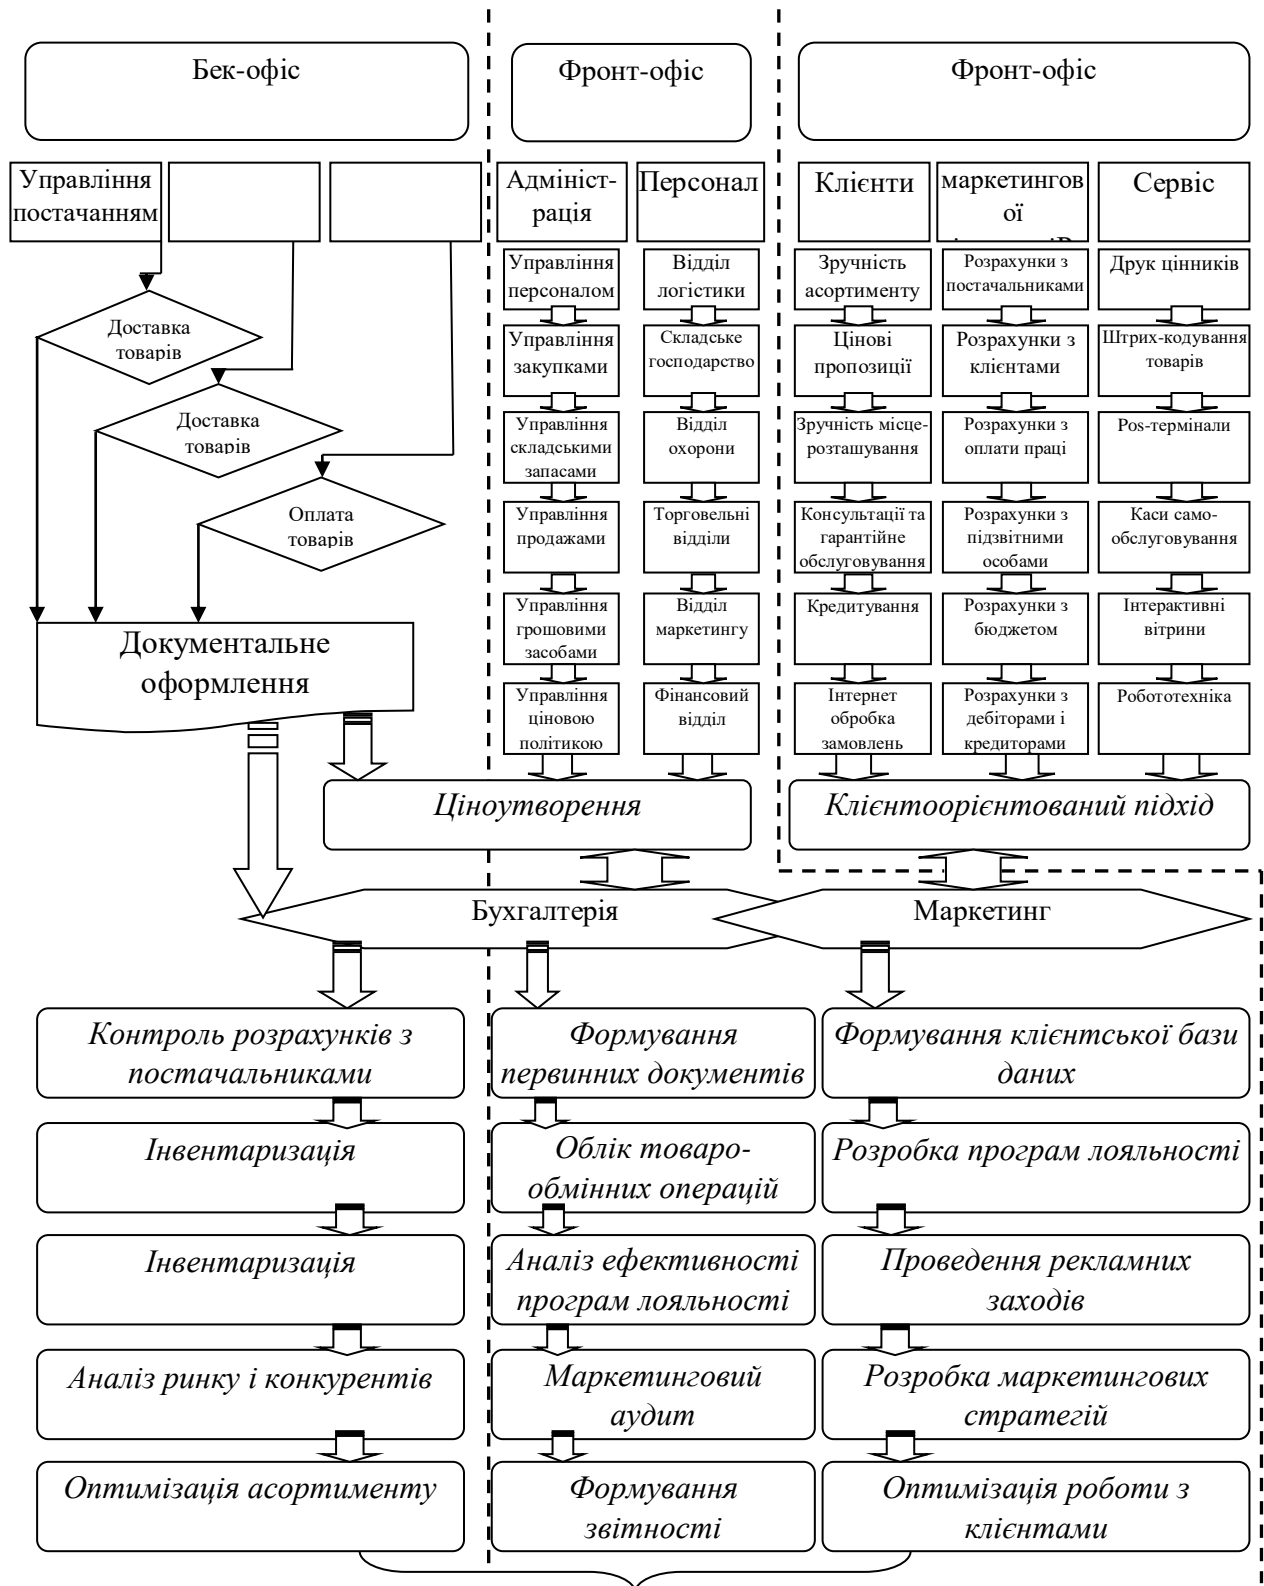 Бек-офіс
Фронт-офіс
Фронт-офіс
Управління
постачанням
Адмініст-
рація
Персонал
Клієнти
маркетингов
ої
Сервіс
Доставка
товарів
Доставка
товарів
Оплата
товарів
Документальне
оформлення
Управління
персоналом
Управління
закупками
Управління
складськими
запасами
Управління
продажами
Управління
грошовими
засобами
Управління
ціновою
політикою
Відділ
логістики
Складське
господарство
Відділ
охорони
Торговельні
відділи
Відділ
маркетингу
Фінансовий
відділ
Зручність
асортименту
Цінові
пропозиції
Зручність місце-
розташування
Консультації та
гарантійне
обслуговування
Кредитування
Інтернет
обробка
замовлень
Розрахунки з
постачальниками
Розрахунки з
клієнтами
Розрахунки з
оплати праці
Розрахунки з
підзвітними
особами
Розрахунки з
бюджетом
Розрахунки з
дебіторами і
кредиторами
Друк цінників
Штрих-кодування
товарів
Pos-термінали
Каси само-
обслуговування
Інтерактивні
вітрини
Робототехніка
Ціноутворення
Клієнтоорієнтований підхід
Бухгалтерія
Маркетинг
Контроль розрахунків з
постачальниками
Інвентаризація
Інвентаризація
Аналіз ринку і конкурентів
Оптимізація асортименту
Формування
первинних документів
Облік товаро-
обмінних операцій
Аналіз ефективності
програм лояльності
Маркетинговий
аудит
Формування
звітності
Формування клієнтської бази
даних
Розробка програм лояльності
Проведення рекламних
заходів
Розробка маркетингових
стратегій
Оптимізація роботи з
клієнтами